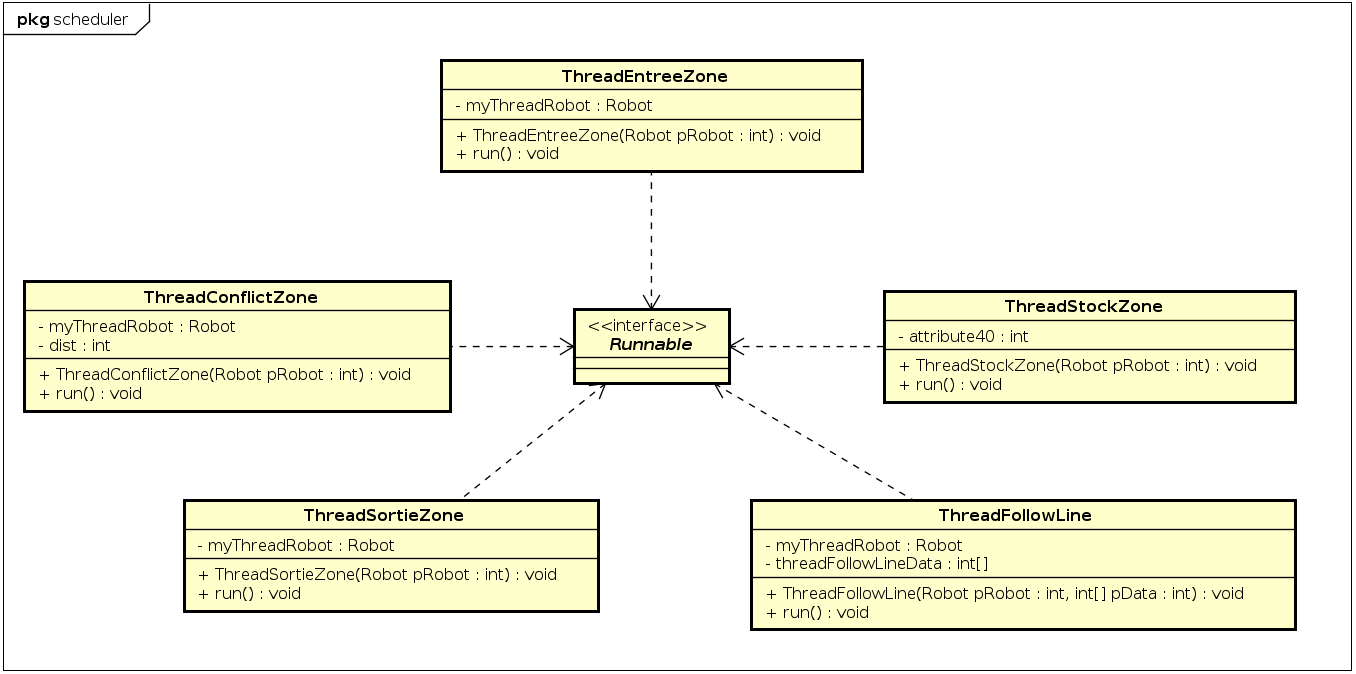 pkg scheduler
ThreadEntreeZone
- myThreadRobot : Robot
+ ThreadEntreeZone(Robot pRobot : int) : void
+ run() : void
ThreadConflictZone
- myThreadRobot : Robot
- dist : int
+ ThreadConflictZone(Robot pRobot : int) : void
+ run() : void
<<interface>>
Runnable
ThreadStockZone
- attribute40 : int
+ ThreadStockZone(Robot pRobot : int) : void
+ run() : void
ThreadSortieZone
- myThreadRobot : Robot
+ ThreadSortieZone(Robot pRobot : int) : void
+ run() : void
ThreadFollowLine
- myThreadRobot : Robot
- threadFollowLineData : int[]
+ ThreadFollowLine(Robot pRobot : int, int[] pData : int) : void
+ run() : void